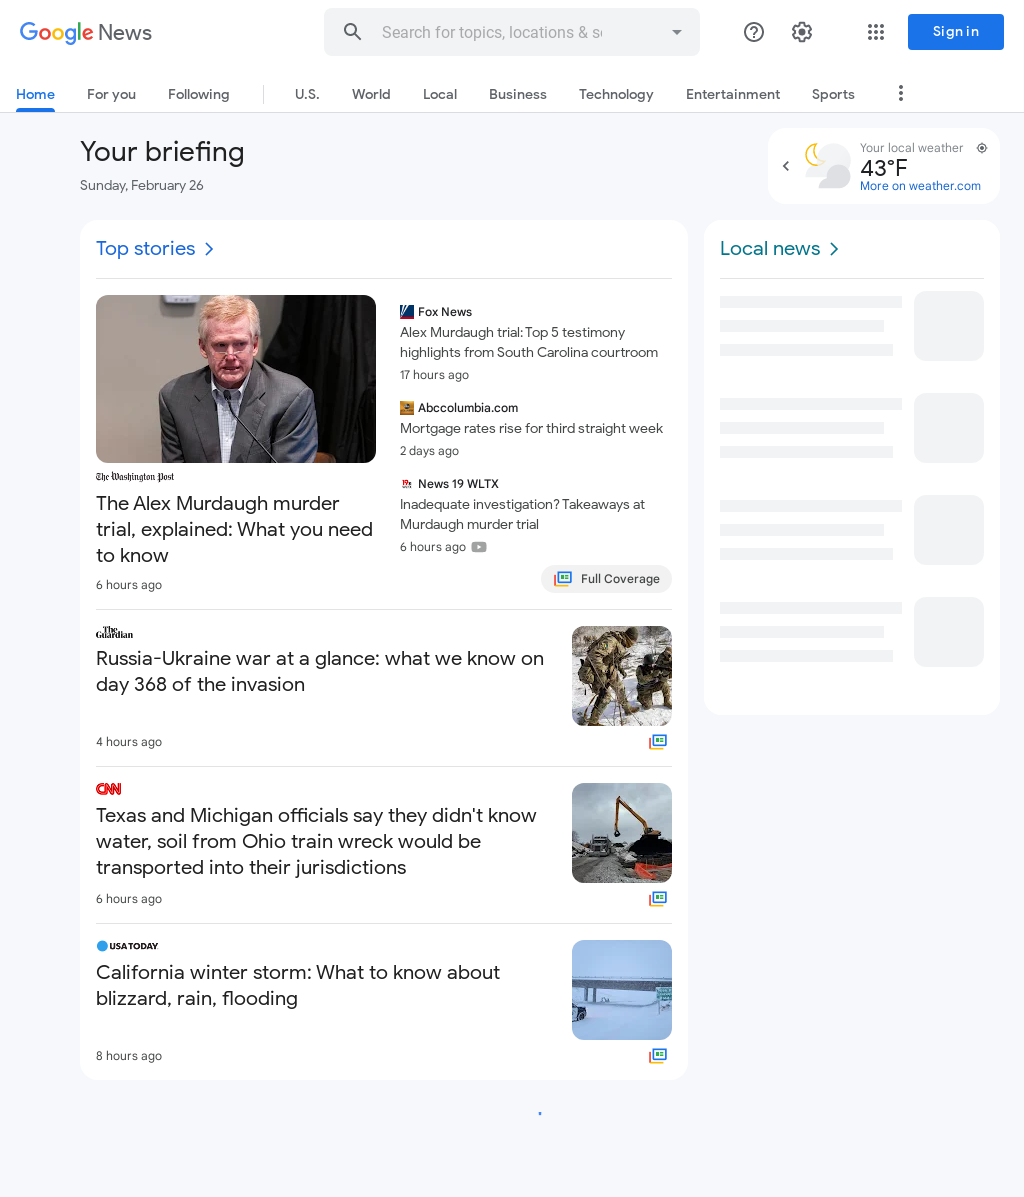 Google News
Search for topics, locations & so
Sign in
Home
For you
Following
U.S.
World
Local
Business
Technology
Entertainment
Sports
Your briefing
Sunday, February 26
Your local weather
43°F
More on weather.com
Top stories
The Washington Post
The Alex Murdaugh murder
trial, explained: What you need
to know
6 hours ago
Fox News
Alex Murdaugh trial: Top 5 testimony
highlights from South Carolina courtroom
17 hours ago
Abccolumbia.com
Mortgage rates rise for third straight week
2 days ago
News 19 WLTX
Inadequate investigation? Takeaways at
Murdaugh murder trial
6 hours ago
Full Coverage
The
Guardian
Russia-Ukraine war at a glance: what we know on
day 368 of the invasion
4 hours ago
CNN
Texas and Michigan officials say they didn't know
water, soil from Ohio train wreck would be
transported into their jurisdictions
6 hours ago
USA TODAY
California winter storm: What to know about
blizzard, rain, flooding
8 hours ago
Local news